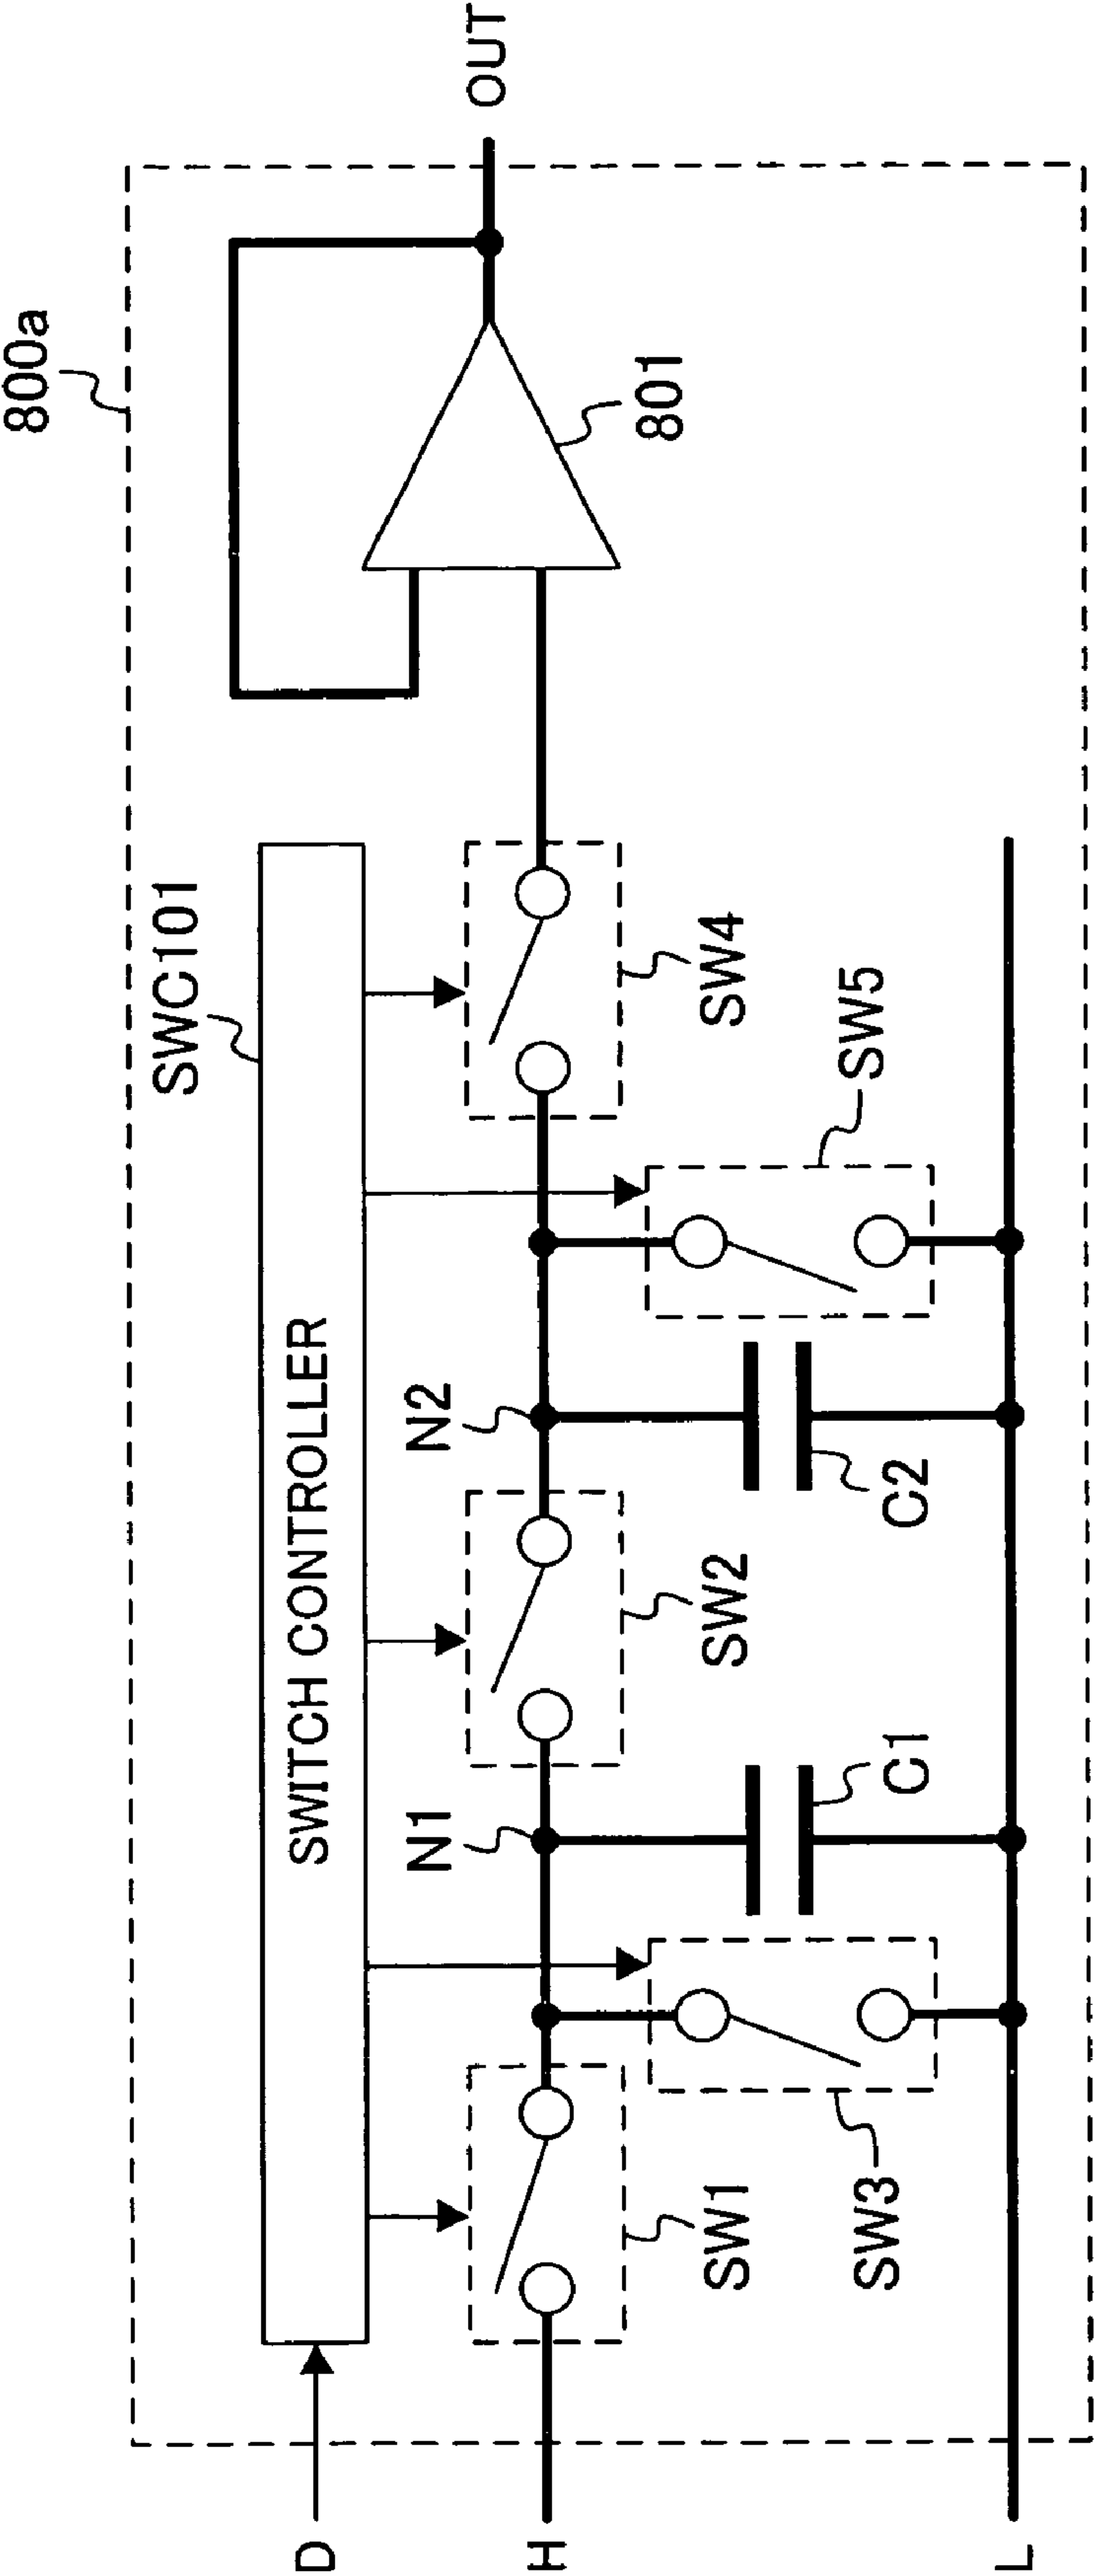 800a
OUT
SWC101
SWITCH CONTROLLER
801
D
H
L
N1
N2
SW1
SW2
SW4
SW3
SW5
C1
C2